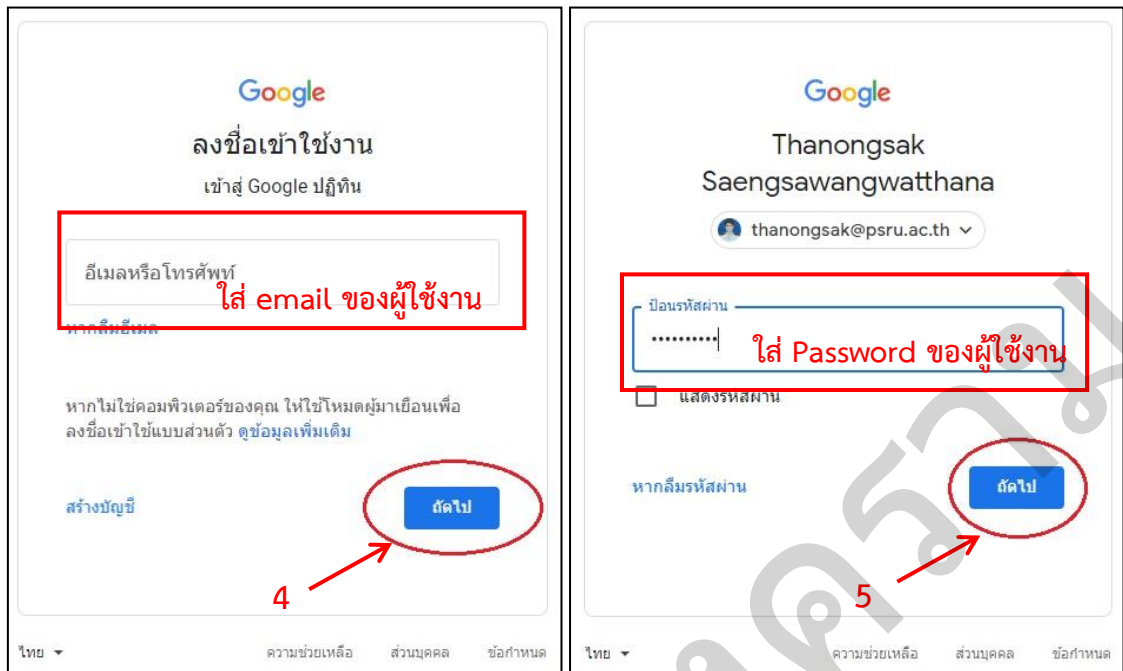 Google
ลงชื่อเข้าใช้งาน
เข้าสู่ Google ปฏิทิน
อีเมลหรือโทรศัพท์
ใส่ email ของผู้ใช้งาน
หากลืมอีเมล
หากไม่ใช่คอมพิวเตอร์ของคุณ ให้ใช้โหมดผู้มาเยือนเพื่อ
ลงชื่อเข้าใช้แบบส่วนตัว ดูข้อมูลเพิ่มเติม
สร้างบัญชี
ถัดไป
4
ไทย
ความช่วยเหลือ ส่วนบุคคล ข้อกำหนด
Google
Thanongsak
Saengsawangwatthana
thanongsak@psru.ac.th
ป้อนรหัสผ่าน
ใส่ Password ของผู้ใช้งาน
แสดงรหัสผ่าน
หากลืมรหัสผ่าน
ถัดไป
5
ไทย
ความช่วยเหลือ ส่วนบุคคล ข้อกำหนด